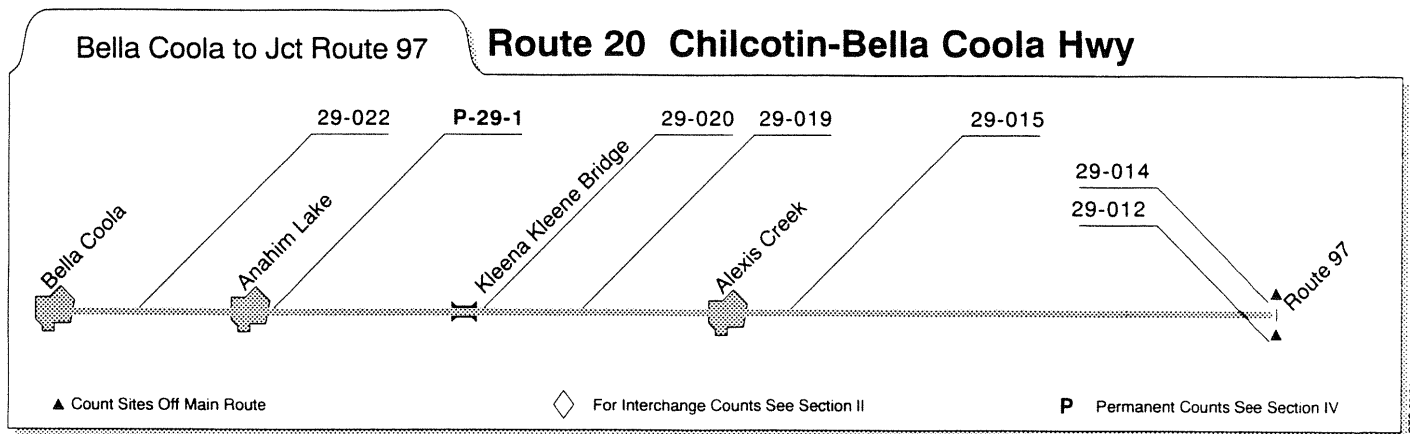 Bella Coola to Jct Route 97
Route 20 Chilcotin-Bella Coola Hwy
29-022
P-29-1
29-020
29-019
29-015
29-014
29-012
Bella Coola
Anahim Lake
Kleena Kleene Bridge
Alexis Creek
Route 97
Count Sites Off Main Route
For Interchange Counts See Section II
P Permanent Counts See Section IV